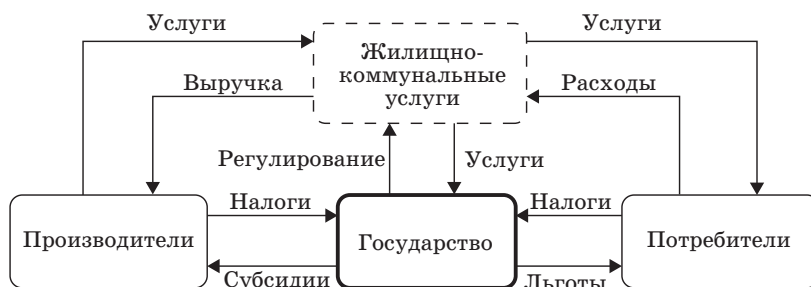 Услуги
Услуги
Жилищно-
коммунальные
услуги
Выручка
Расходы
Регулирование
Услуги
Налоги
Налоги
Производители
Государство
Потребители
Субсидии
Льготы